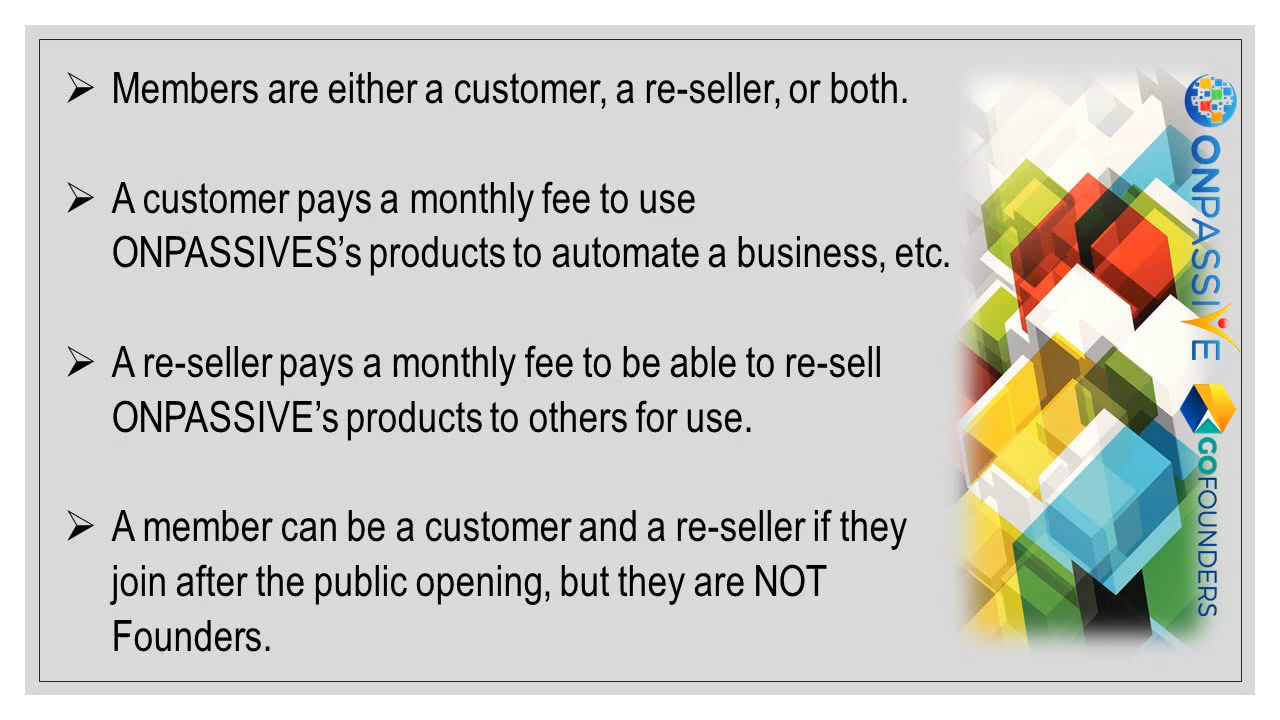 Members are either a customer, a re-seller, or both.
A customer pays a monthly fee to use
ONPASSIVES’s products to automate a business, etc.
A re-seller pays a monthly fee to be able to re-sell
ONPASSIVE’s products to others for use.
A member can be a customer and a re-seller if they
join after the public opening, but they are NOT
Founders.
ONPASSIVE
GOFOUNDERS